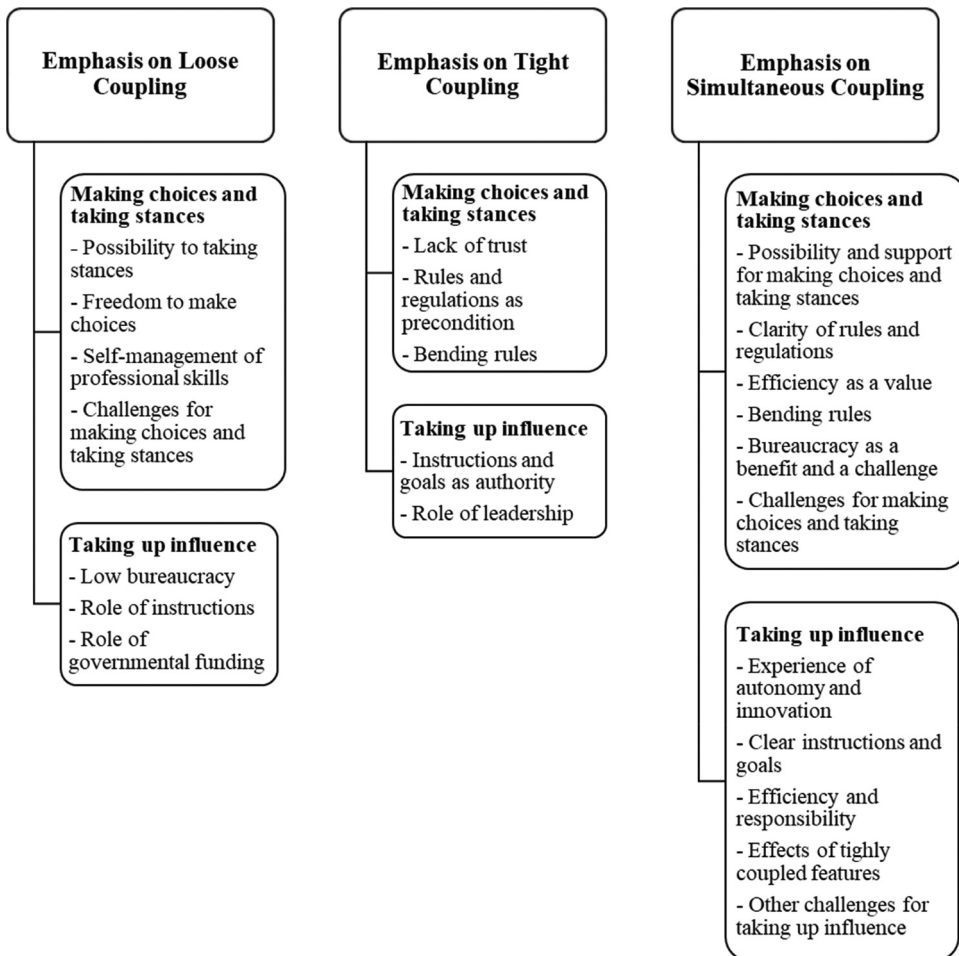 Emphasis on Loose
Coupling
Making choices and
taking stances
- Possibility to taking
stances
- Freedom to make
choices
- Self-management of
professional skills
- Challenges for
making choices and
taking stances
Taking up influence
- Low bureaucracy
- Role of instructions
- Role of
governmental funding
Emphasis on Tight
Coupling
Making choices and
taking stances
- Lack of trust
- Rules and
regulations as
precondition
- Bending rules
Taking up influence
- Instructions and
goals as authority
- Role of leadership
Emphasis on
Simultaneous Coupling
Making choices and
taking stances
- Possibility and support
for making choices and
taking stances
- Clarity of rules and
regulations
- Efficiency as a value
- Bending rules
- Bureaucracy as a
benefit and a challenge
- Challenges for
making choices and taking
stances
Taking up influence
- Experience of
autonomy and
innovation
- Clear instructions and
goals
- Efficiency and
responsibility
- Effects of tighly
coupled features
- Other challenges for
taking up influence